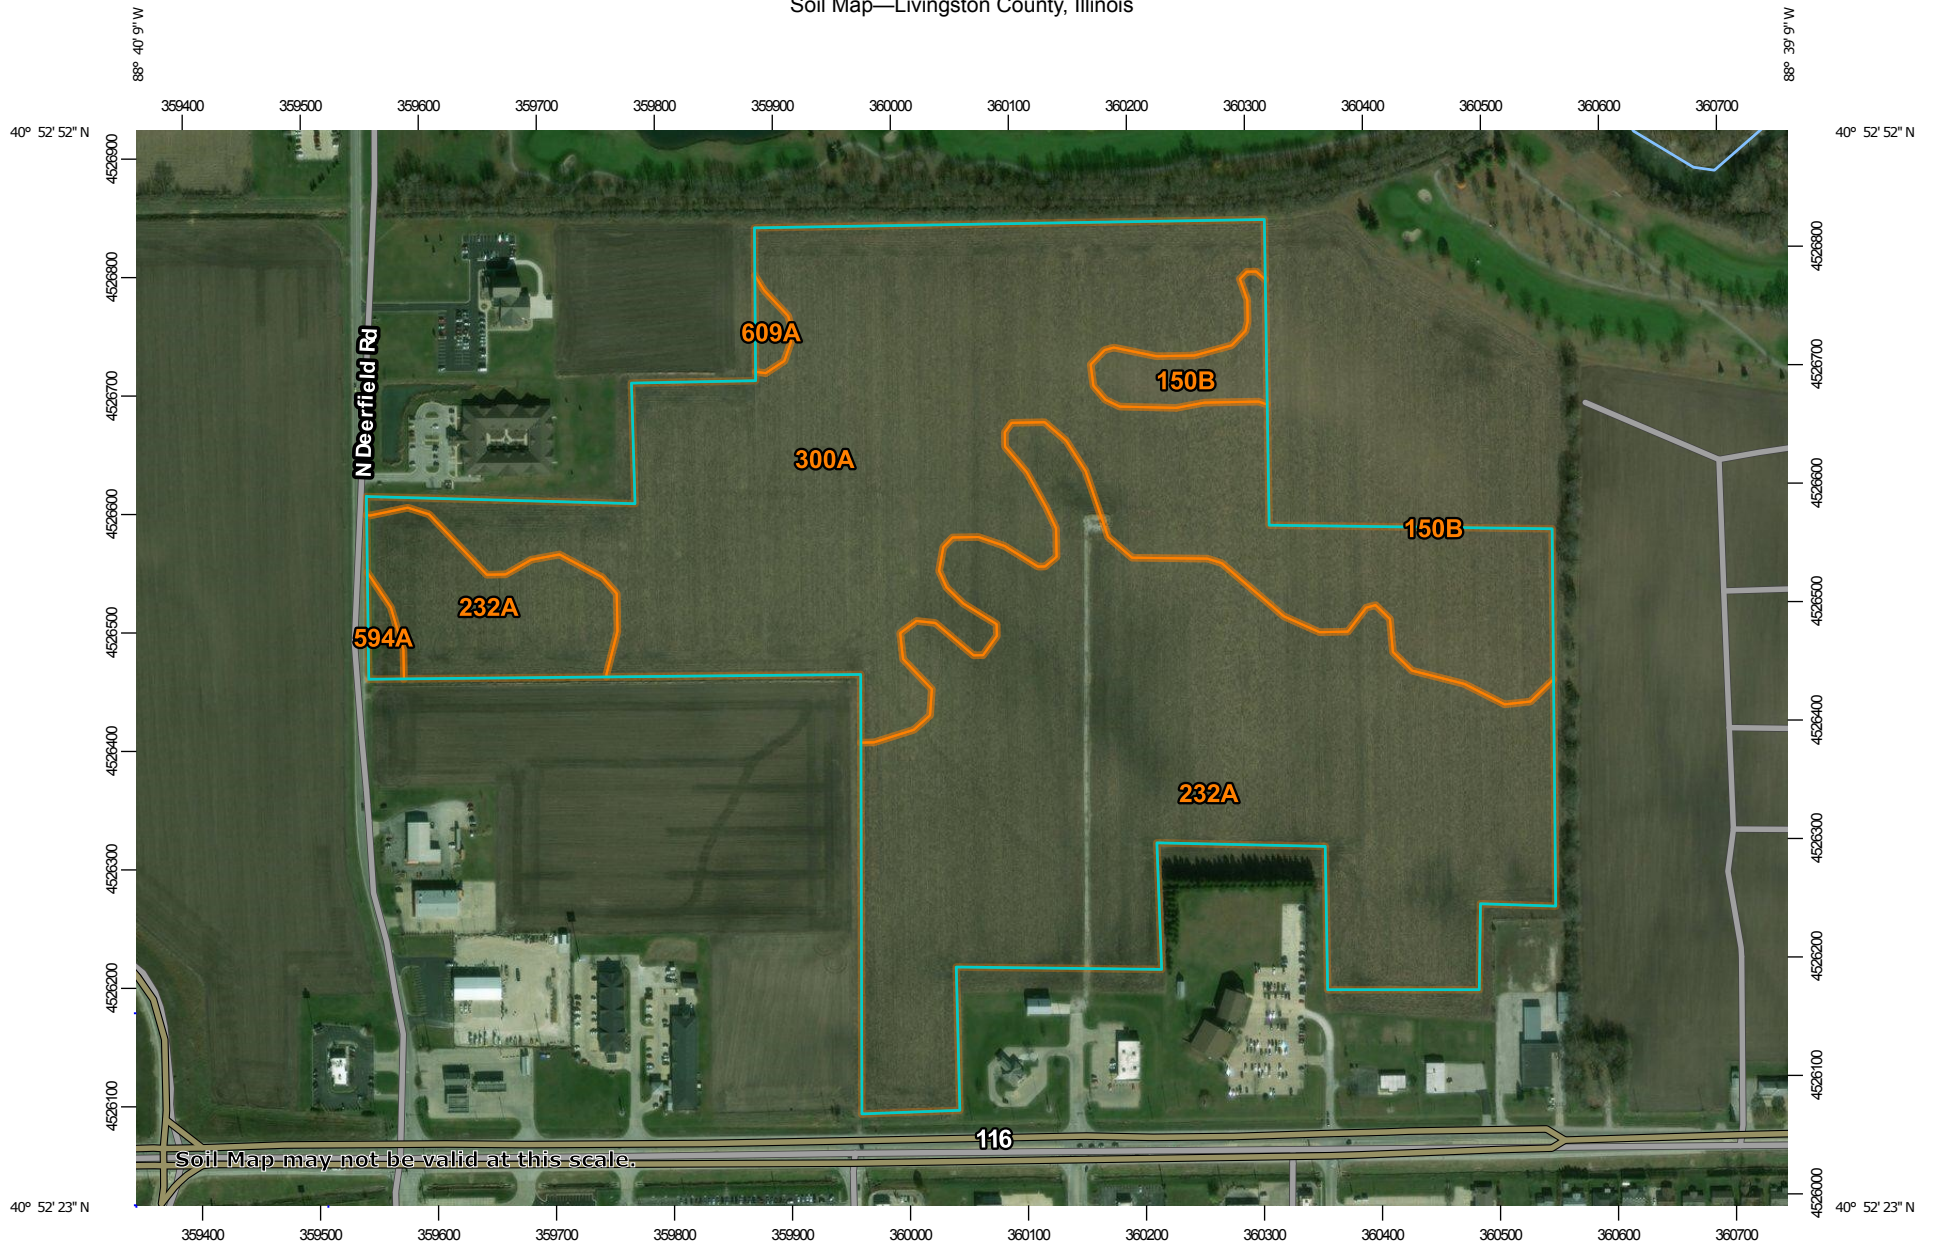 Soil Map—Livingston County, Illinois
88° 40' 9'' W
88° 39' 9'' W
359400 359500 359600 359700 359800 359900 360000 360100 360200 360300 360400 360500 360600 360700
40° 52' 52'' N
40° 52' 52'' N
4526900
4526800
4526700
4526600
4526500
4526400
4526300
4526200
4526100
4526800
4526700
4526600
4526500
4526400
4526300
4526200
4526100
4526000
N Deerfield Rd
609A
150B
300A
150B
232A
594A
232A
116
Soil Map may not be valid at this scale.
40° 52' 23'' N
40° 52' 23'' N
359400 359500 359600 359700 359800 359900 360000 360100 360200 360300 360400 360500 360600 360700